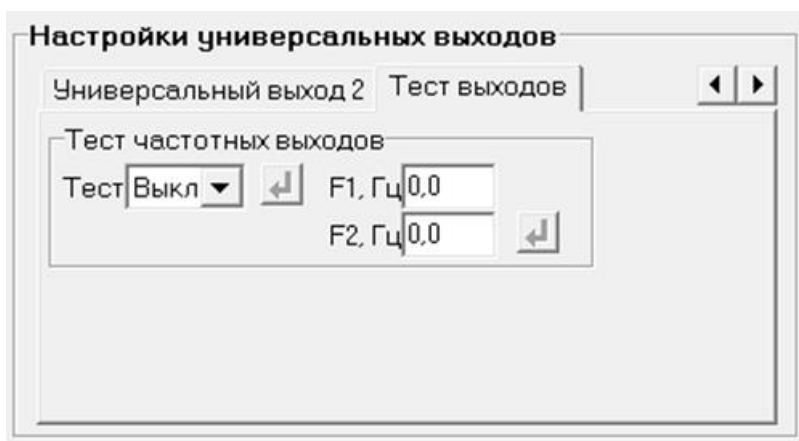 Настройки универсальных выходов
Универсальный выход 2 Тест выходов
Тест частотных выходов
Тест Выкл F1, Гц 0,0
F2, Гц 0,0